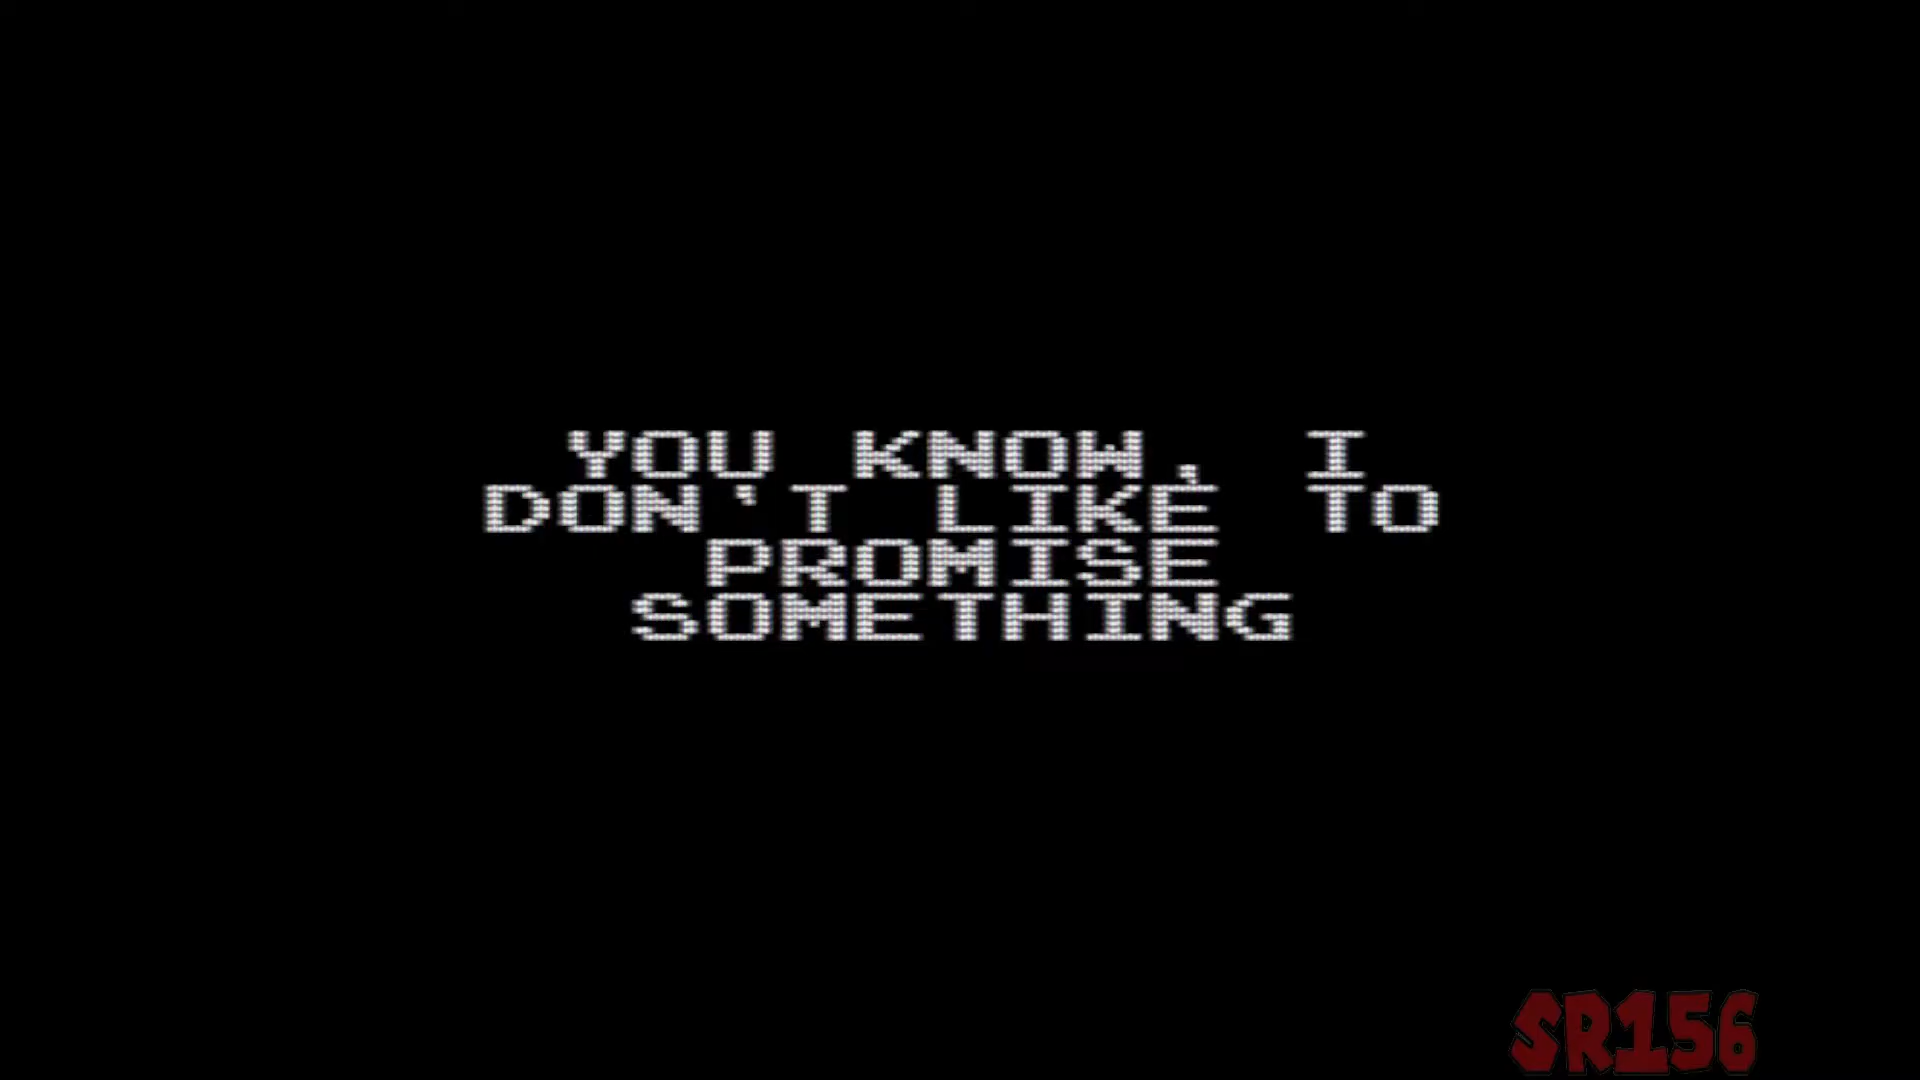 YOU KNOW, I
DON'T LIKE TO
PROMISE
SOMETHING
SR156